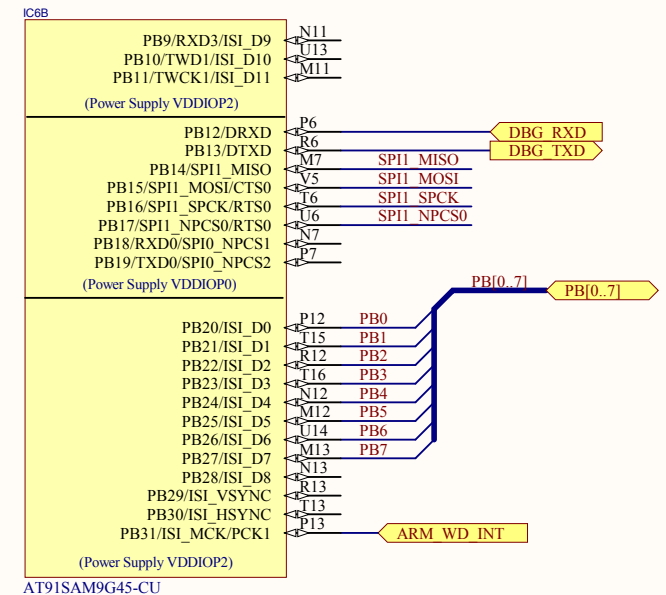 IC6B
PB9/RXD3/ISI_D9 N11
PB10/TWD1/ISI_D10 U13
PB11/TWCK1/ISI_D11 M11
(Power Supply VDDIOP2)
PB12/DRXD P6 DBG_RXD
PB13/DTXD R6 DBG_TXD
PB14/SPI1_MISO M7 SPI1_MISO
PB15/SPI1_MOSI/CTS0 V5 SPI1_MOSI
PB16/SPI1_SPCK/RTS0 T6 SPI1_SPCK
PB17/SPI1_NPCS0/RTS0 U6 SPI1_NPCS0
PB18/RXD0/SPI0_NPCS1 N7
PB19/TXD0/SPI0_NPCS2 P7
(Power Supply VDDIOP0)
PB[0..7] PB[0..7]
PB20/ISI_D0 P12 PB0
PB21/ISI_D1 T15 PB1
PB22/ISI_D2 R12 PB2
PB23/ISI_D3 T16 PB3
PB24/ISI_D4 N12 PB4
PB25/ISI_D5 M12 PB5
PB26/ISI_D6 U14 PB6
PB27/ISI_D7 M13 PB7
PB28/ISI_D8 N13
PB29/ISI_VSYNC R13
PB30/ISI_HSYNC T13
PB31/ISI_MCK/PCK1 P13 ARM_WD_INT
(Power Supply VDDIOP2)
AT91SAM9G45-CU